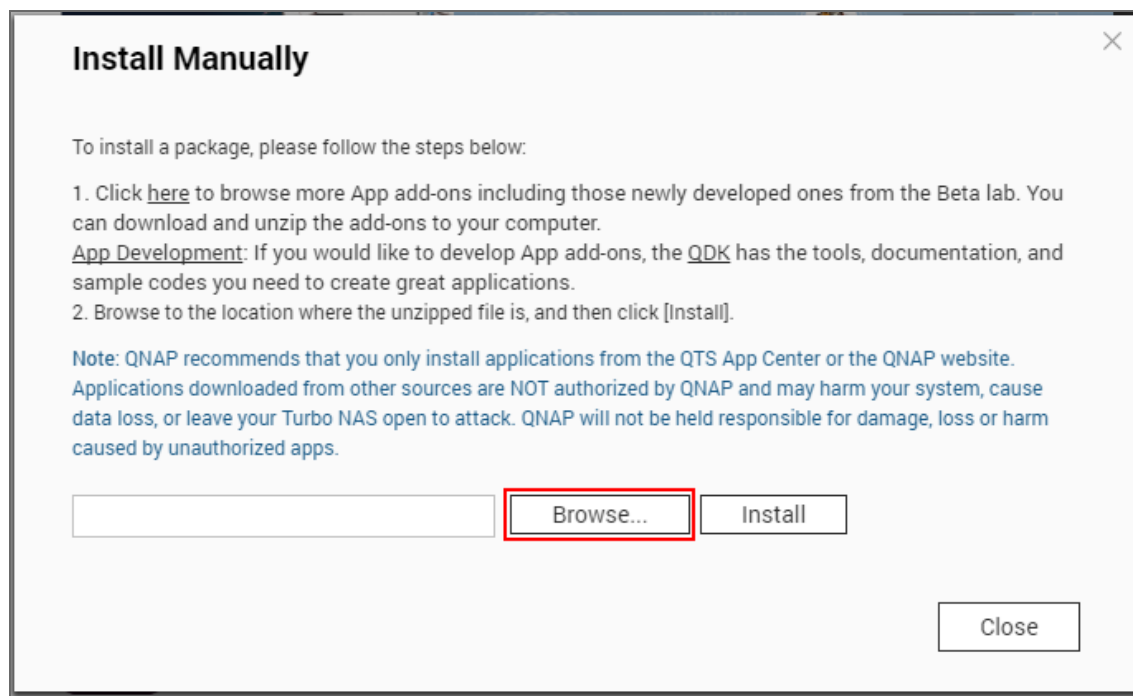 Install Manually
To install a package, please follow the steps below:
1. Click here to browse more App add-ons including those newly developed ones from the Beta lab. You
can download and unzip the add-ons to your computer.
App Development: If you would like to develop App add-ons, the QDK has the tools, documentation, and
sample codes you need to create great applications.
2. Browse to the location where the unzipped file is, and then click [Install].
Note: QNAP recommends that you only install applications from the QTS App Center or the QNAP website.
Applications downloaded from other sources are NOT authorized by QNAP and may harm your system, cause
data loss, or leave your Turbo NAS open to attack. QNAP will not be held responsible for damage, loss or harm
caused by unauthorized apps.
Browse... Install
Close